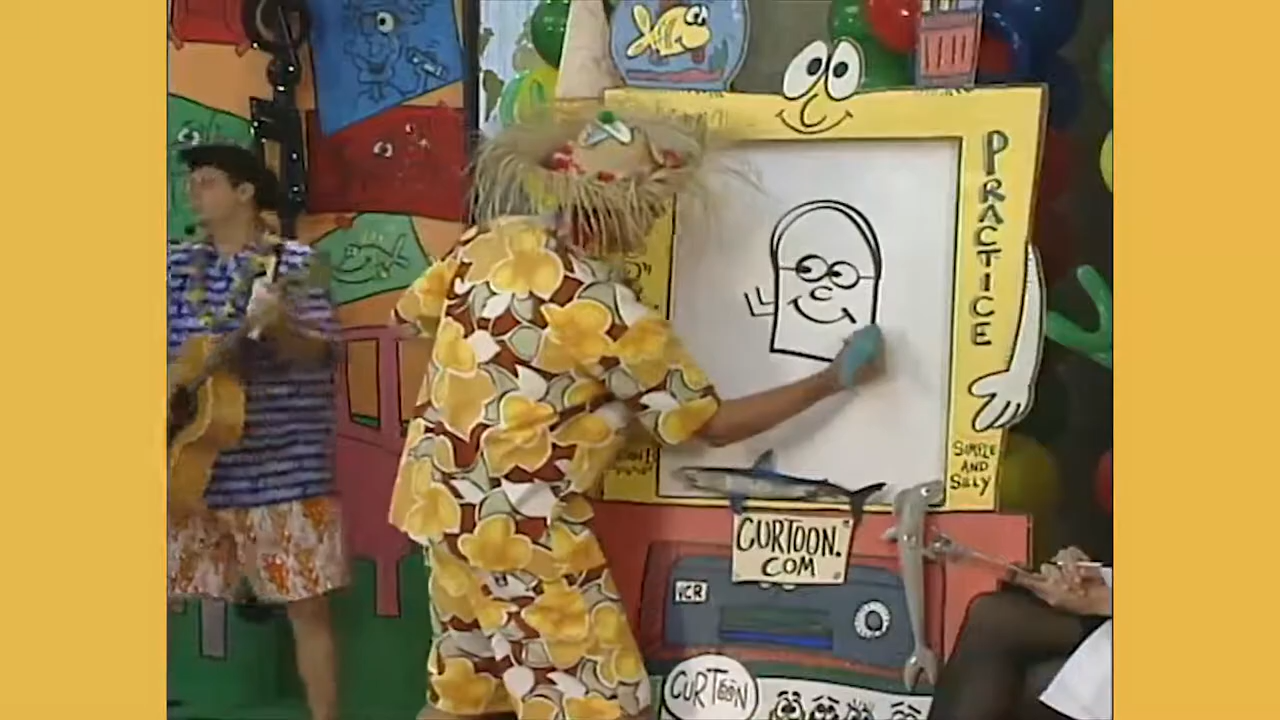 PRACTICE
SIMPLE
AND
SILLY
CURTOON.
COM
VCR
CURTOON